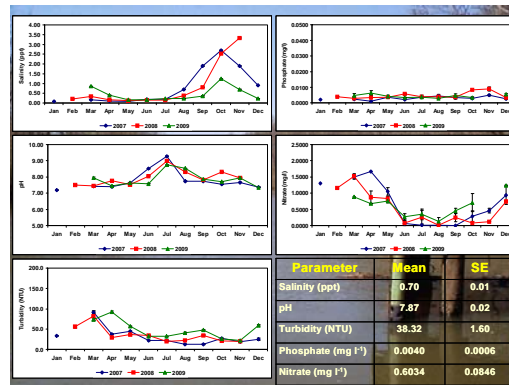 4.00
3.50
3.00
2.50
2.00
1.50
1.00
0.50
0.00
Salinity (ppt)
Jan Feb Mar Apr May Jun Jul Aug Sep Oct Nov Dec
2007 2008 2009
0.0500
0.0400
0.0300
0.0200
0.0100
0.0000
Phosphate (mg/l)
Jan Feb Mar Apr May Jun Jul Aug Sep Oct Nov Dec
2007 2008 2009
10.00
9.00
8.00
7.00
6.00
5.00
pH
Jan Feb Mar Apr May Jun Jul Aug Sep Oct Nov Dec
2007 2008 2009
2.5000
2.0000
1.5000
1.0000
0.5000
0.0000
Nitrate (mg/l)
Jan Feb Mar Apr May Jun Jul Aug Sep Oct Nov Dec
2007 2008 2009
200.0
150.0
100.0
50.0
0.0
Turbidity (NTU)
Jan Feb Mar Apr May Jun Jul Aug Sep Oct Nov Dec
2007 2008 2009
Parameter Mean SE
Salinity (ppt) 0.70 0.01
pH 7.87 0.02
Turbidity (NTU) 38.32 1.60
Phosphate (mg l-1) 0.0040 0.0006
Nitrate (mg l-1) 0.6034 0.0846